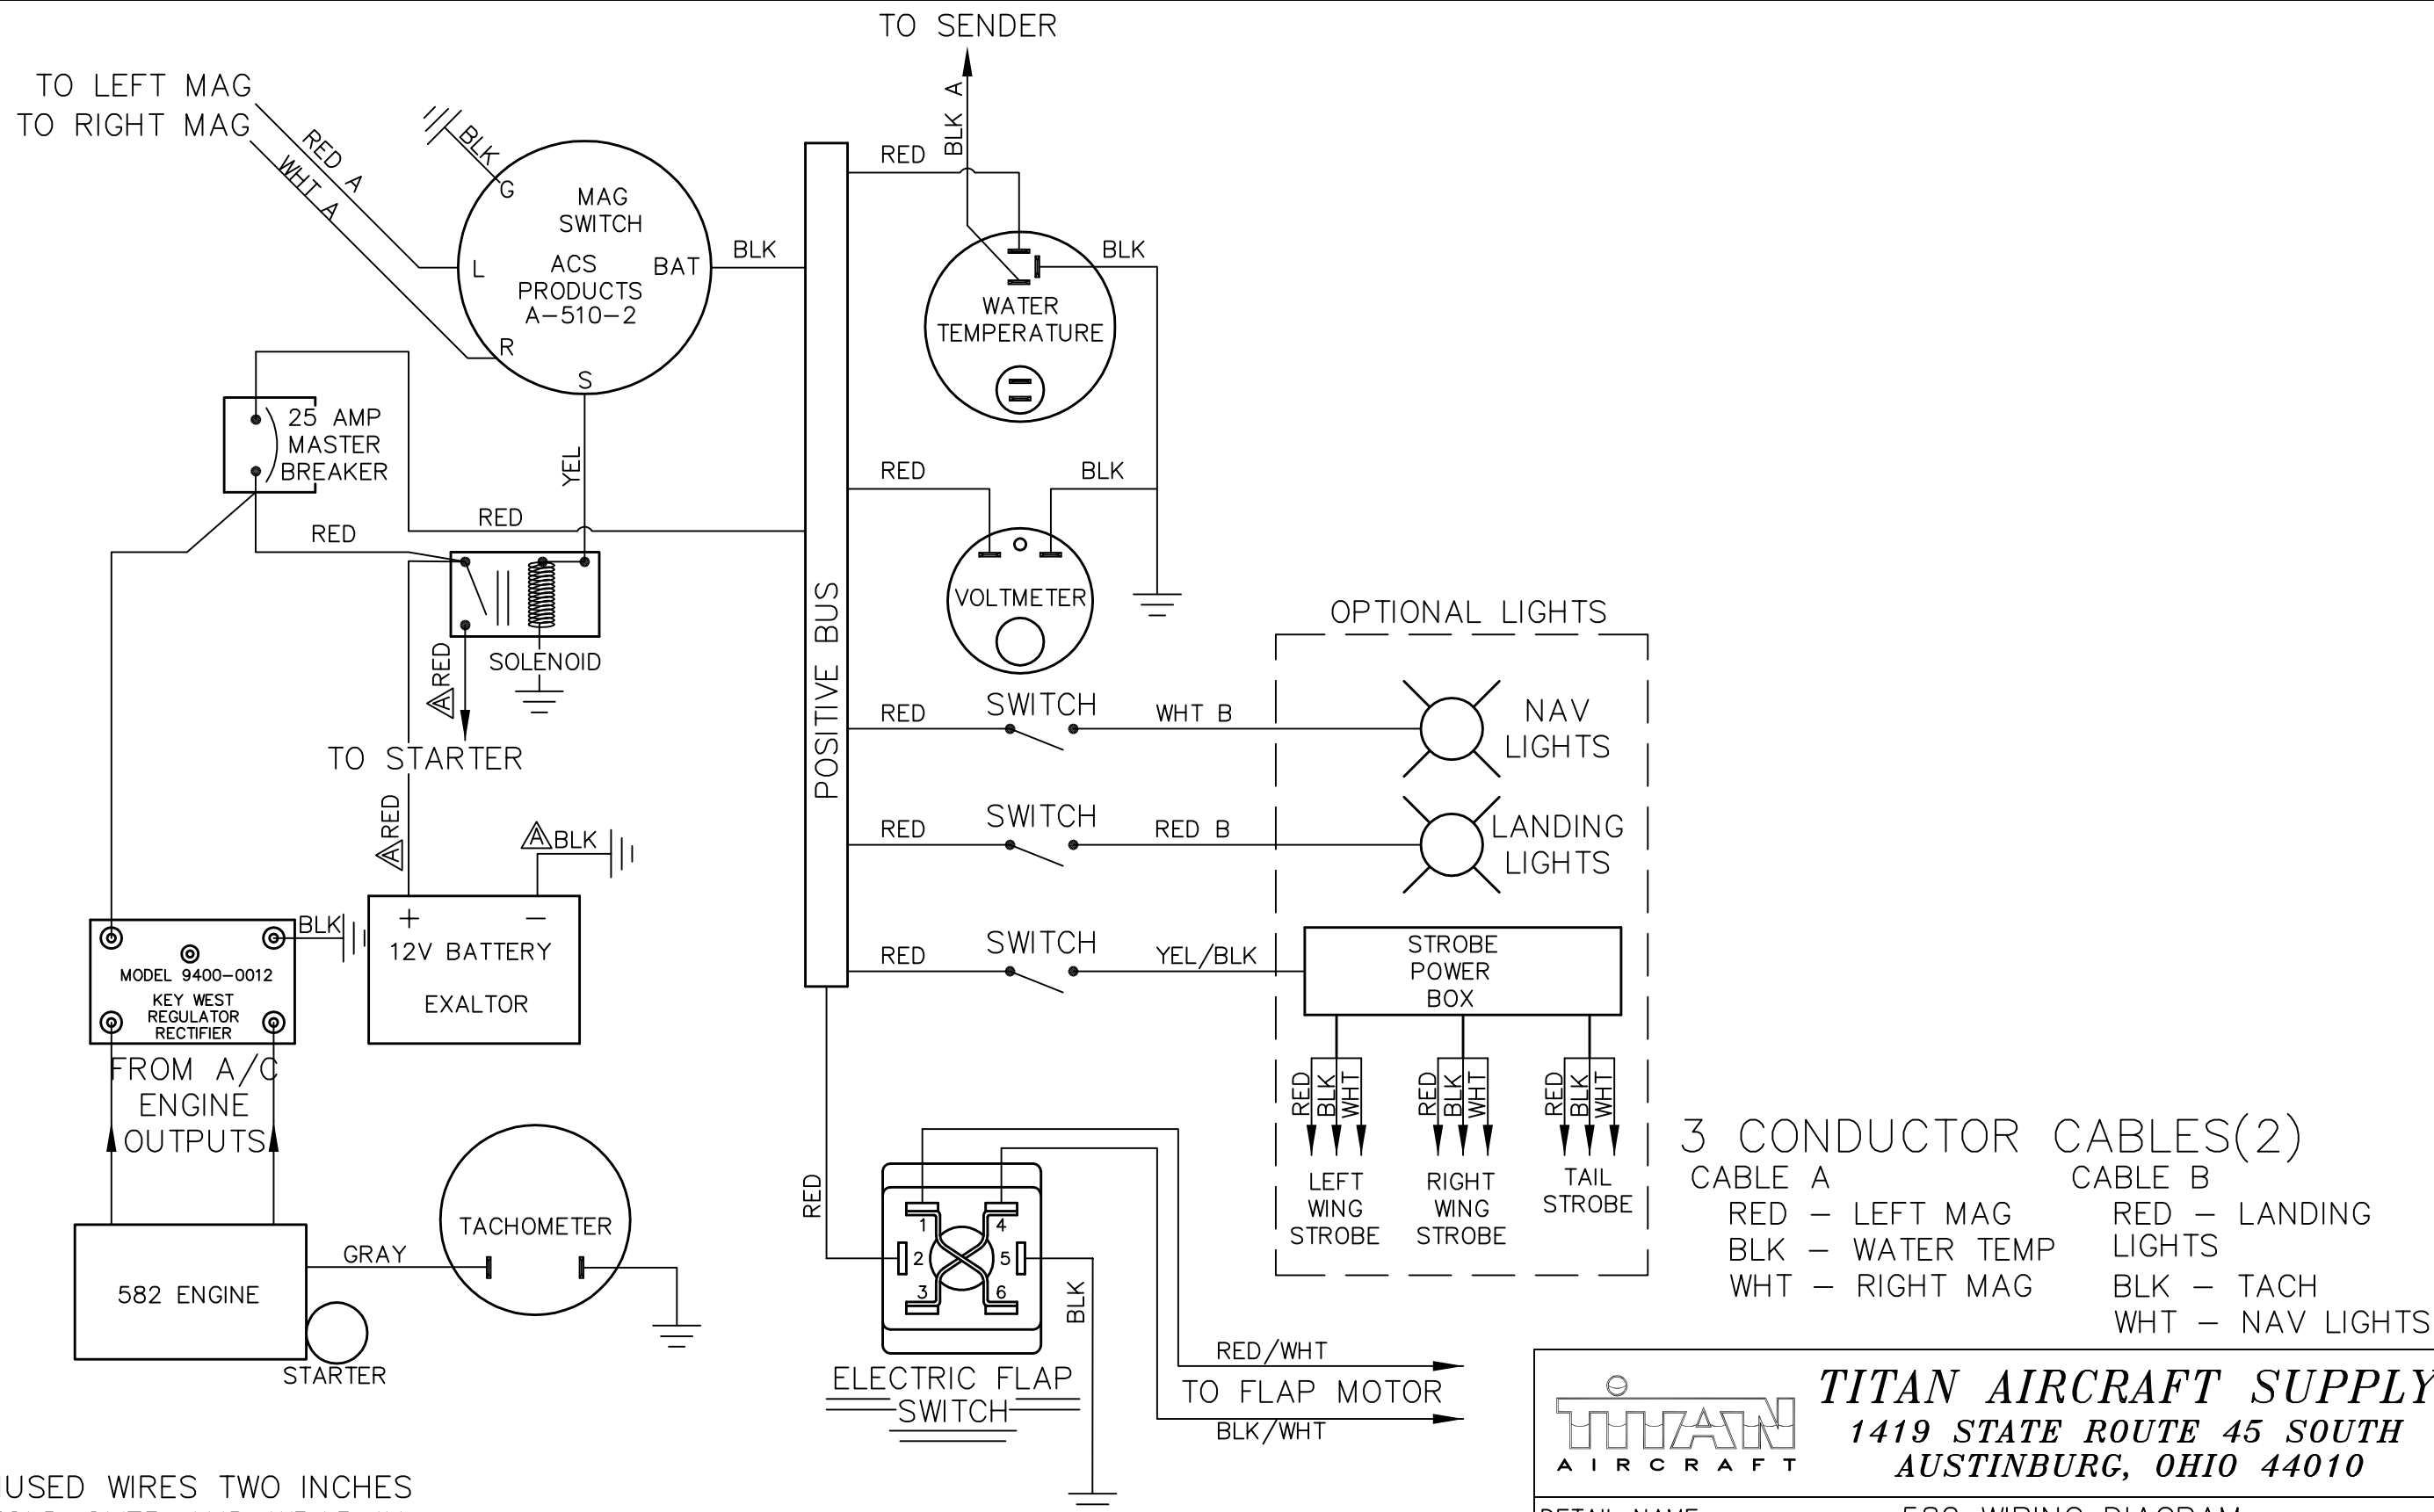 TO SENDER
TO LEFT MAG
TO RIGHT MAG
RED A
WHT A
BLK
G
MAG
SWITCH
ACS
PRODUCTS
A-510-2
L
BAT
R
S
BLK
RED
BLK A
BLK
WATER
TEMPERATURE
25 AMP
MASTER
BREAKER
YEL
RED
RED
RED
BLK
VOLTMETER
POSITIVE BUS
SOLENOID
A RED
TO STARTER
A RED
A BLK
+
-
12V BATTERY
EXALTOR
BLK
MODEL 9400-0012
KEY WEST
REGULATOR
RECTIFIER
FROM A/C
ENGINE
OUTPUTS
OPTIONAL LIGHTS
RED
SWITCH
WHT B
NAV
LIGHTS
RED
SWITCH
RED B
LANDING
LIGHTS
RED
SWITCH
YEL/BLK
STROBE
POWER
BOX
RED
BLK
WHT
RED
BLK
WHT
RED
BLK
WHT
LEFT
WING
STROBE
RIGHT
WING
STROBE
TAIL
STROBE
TACHOMETER
GRAY
582 ENGINE
STARTER
RED
1
2
3
4
5
6
BLK
ELECTRIC FLAP
SWITCH
RED/WHT
TO FLAP MOTOR
BLK/WHT
3 CONDUCTOR CABLES(2)
CABLE A
RED - LEFT MAG
BLK - WATER TEMP
WHT - RIGHT MAG
CABLE B
RED - LANDING
LIGHTS
BLK - TACH
WHT - NAV LIGHTS
TITAN
AIRCRAFT
TITAN AIRCRAFT SUPPLY
1419 STATE ROUTE 45 SOUTH
AUSTINBURG, OHIO 44010
WIRES TWO INCHES
DETAIL NAME
582 WIRING DIAGRAM